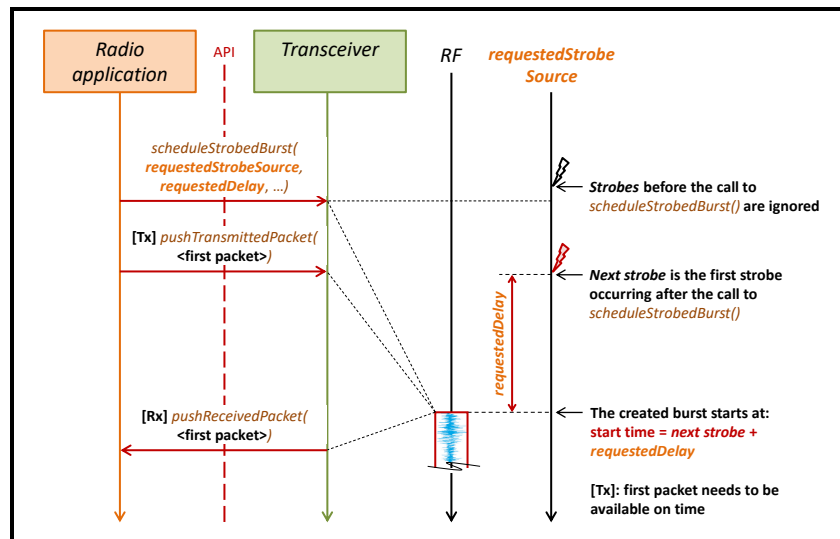 Radio
application
API
Transceiver
RF
requestedStrobe
Source
scheduleStrobedBurst(
requestedStrobeSource,
requestedDelay, ...)
Strobes before the call to
scheduleStrobedBurst() are ignored
[Tx] pushTransmittedPacket(
<first packet>)
Next strobe is the first strobe
occurring after the call to
scheduleStrobedBurst()
requestedDelay
[Rx] pushReceivedPacket(
<first packet>)
The created burst starts at:
start time = next strobe +
requestedDelay
[Tx]: first packet needs to be
available on time